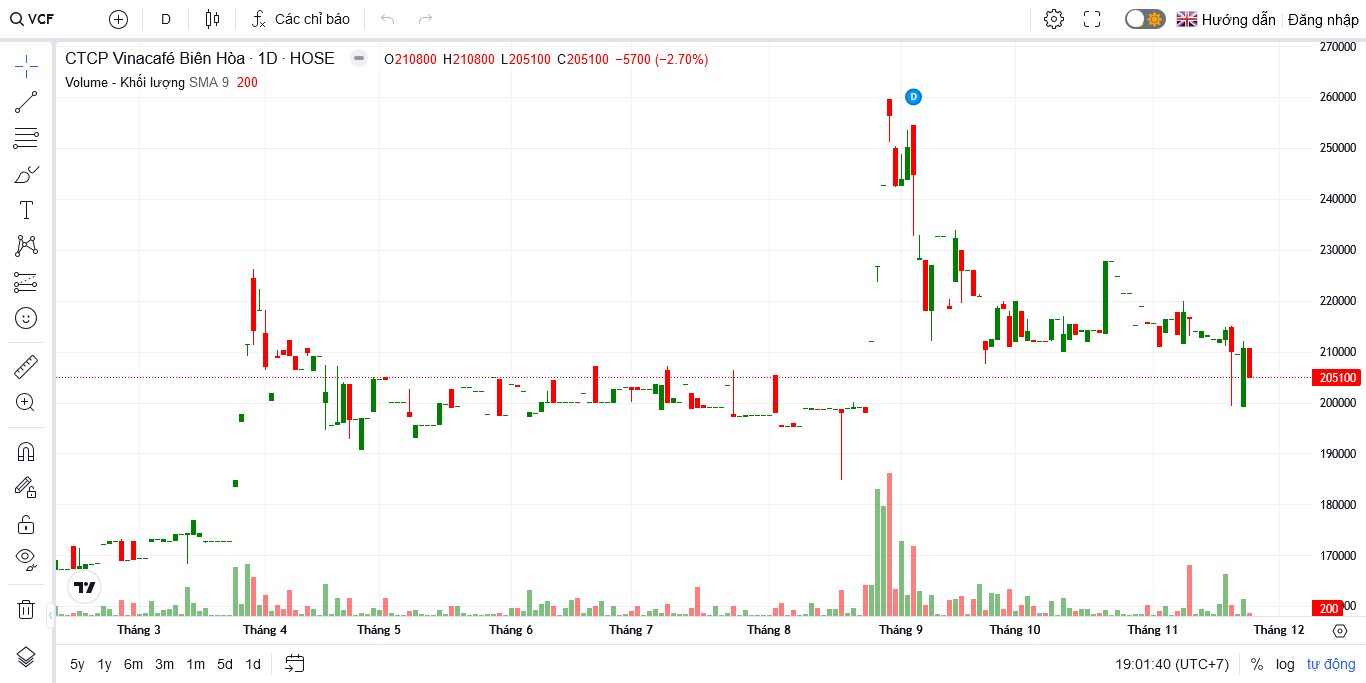 VCF D Các chỉ báo Hướng dẫn Đăng nhập
CTCP Vinacafé Biên Hòa · 1D · HOSE O210800 H210800 L205100 C205100 −5700 (−2.70%)
Volume - Khối lượng SMA 9 200
270000
260000
D
250000
240000
230000
220000
210000
205100
200000
190000
180000
170000
200
Tháng 3 Tháng 4 Tháng 5 Tháng 6 Tháng 7 Tháng 8 Tháng 9 Tháng 10 Tháng 11 Tháng 12
5y 1y 6m 3m 1m 5d 1d 19:01:40 (UTC+7) % log tự động